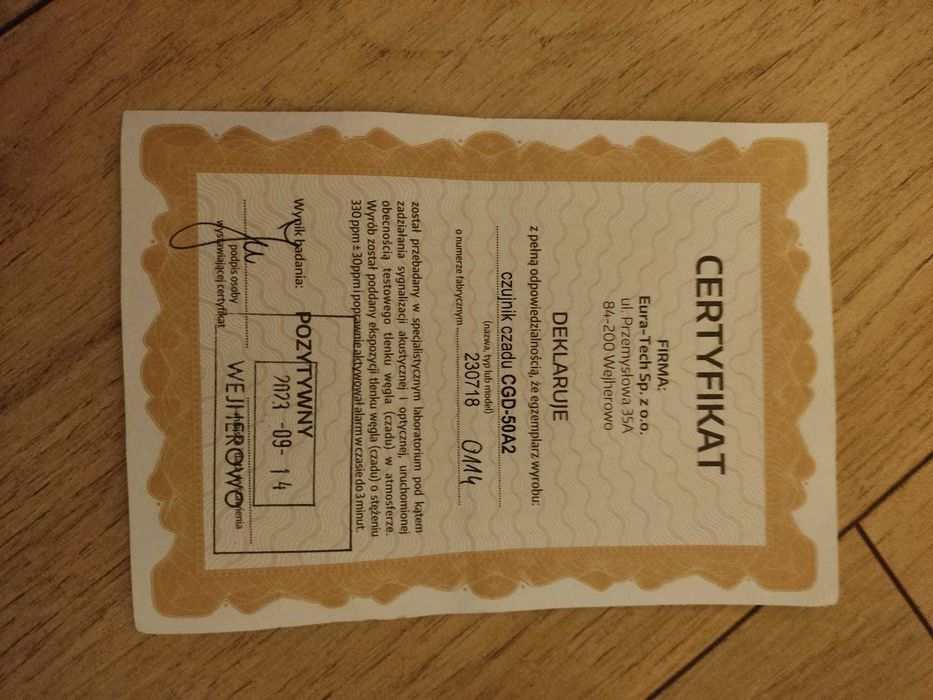 CERTYFIKAT
FIRMA:
Eura-Tech Sp. z o.o.
ul. Przemysłowa 35A
84-200 Wejherowo
DEKLARUJE
z pełną odpowiedzialnością, że egzemplarz wyrobu:
czujnik czadu CGD-50A2
(nazwa, typ lub model)
o numerze fabrycznym 230718 0114
został przebadany w specjalistycznym laboratorium pod kątem
zadziałania sygnalizacji akustycznej i optycznej, uruchomionej
obecnością testowego tlenku węgla (czadu) w atmosferze.
Wyrób został poddany ekspozycji tlenku węgla (czadu) o stężeniu
330ppm ± 30ppm i poprawnie aktywował alarm w czasie do 3 minut.
Wynik badania: POZYTYWNY
2023 -09- 14
WEJHEROWO
podpis osoby
wystawiającej certyfikat